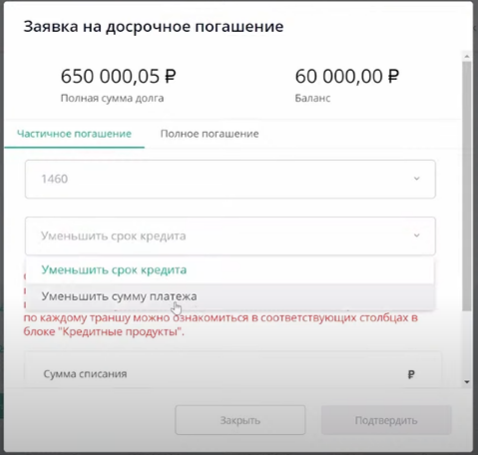 Заявка на досрочное погашение
650 000,05 ₽ 60 000,00 ₽
Полная сумма долга Баланс
Частичное погашение Полное погашение
1460
Уменьшить срок кредита
Уменьшить срок кредита
Уменьшить сумму платежа
по каждому траншу можно ознакомиться в соответствующих столбцах в
блоке "Кредитные продукты".
Сумма списания ₽
Закрыть Подтвердить